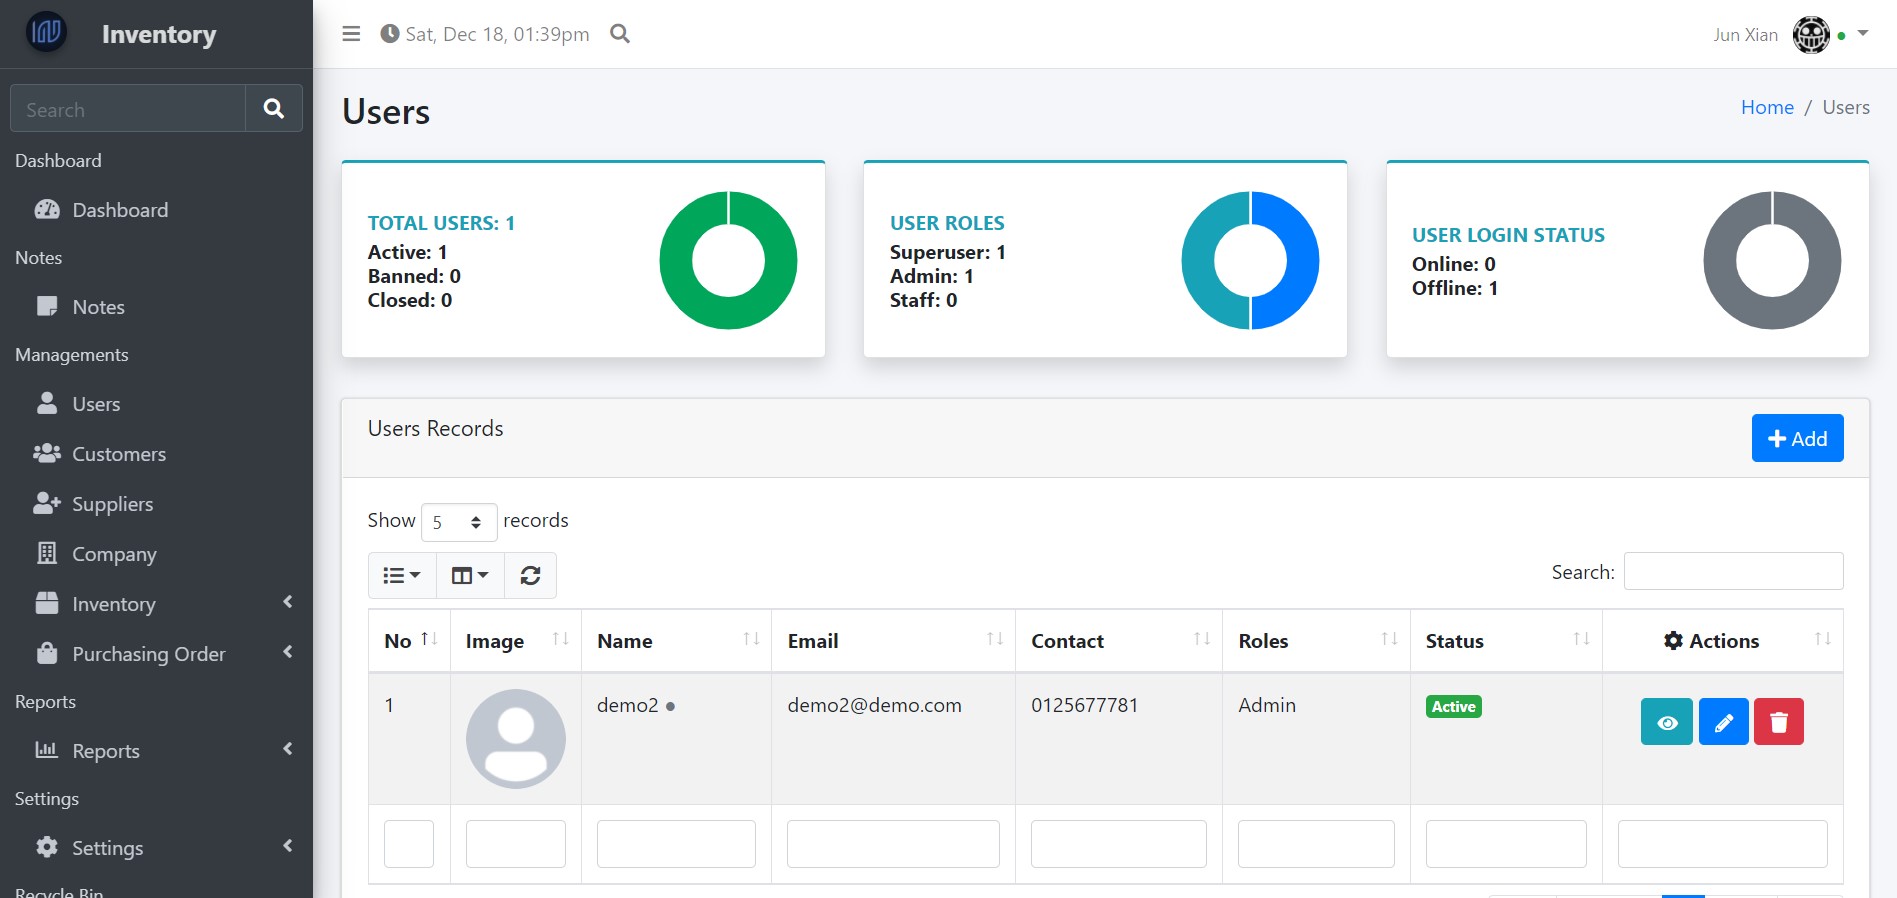 Inventory
Sat, Dec 18, 01:39pm
Jun Xian
Search
Dashboard
Dashboard
Notes
Notes
Managements
Users
Customers
Suppliers
Company
Inventory
Purchasing Order
Reports
Reports
Settings
Settings
Recycle Bin
Users
Home / Users
TOTAL USERS: 1
Active: 1
Banned: 0
Closed: 0
USER ROLES
Superuser: 1
Admin: 1
Staff: 0
USER LOGIN STATUS
Online: 0
Offline: 1
Users Records
Add
Show 5 records
Search:
No Image Name Email Contact Roles Status Actions
1 demo2 demo2@demo.com 0125677781 Admin Active